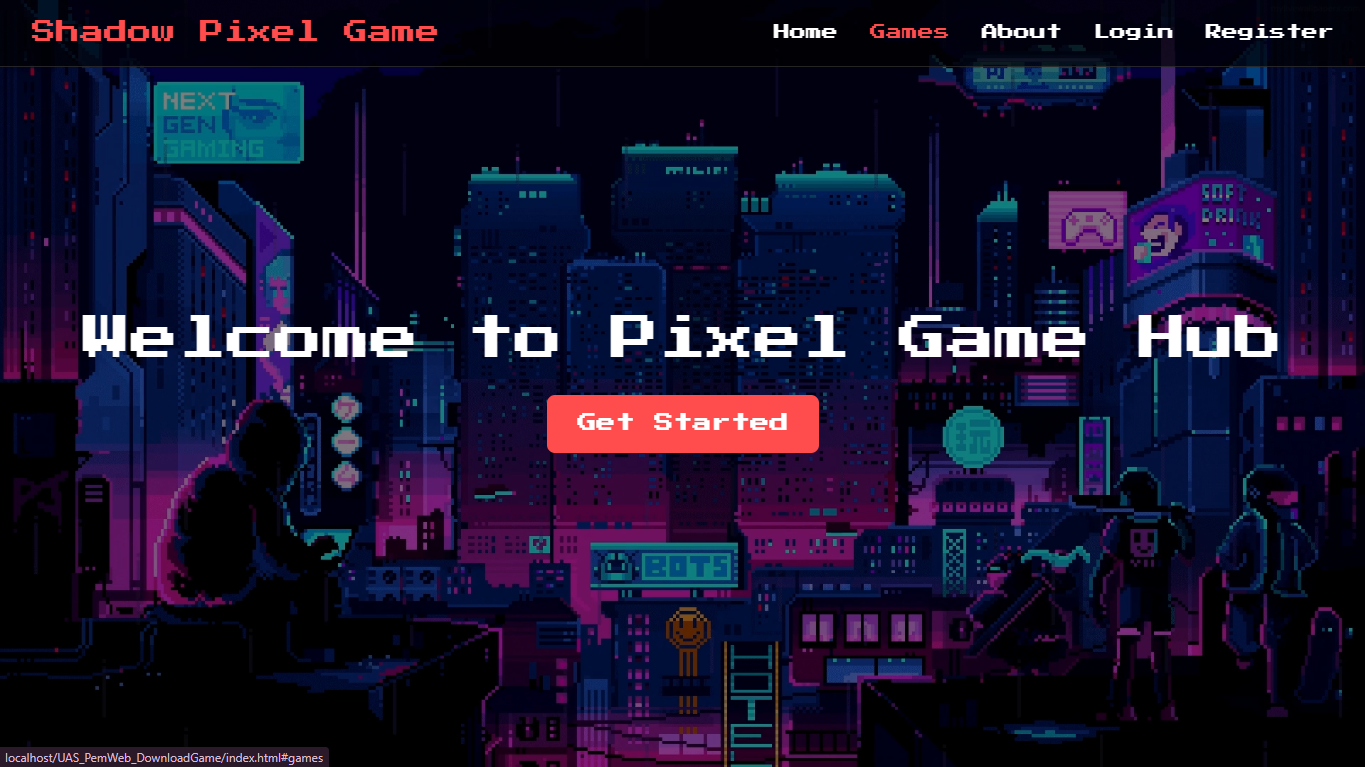 Shadow Pixel Game
Home Games About Login Register
NEXT
GEN
GAMING
SOFT
DRINK
Welcome to Pixel Game Hub
Get Started
BOTS
HOTEL
localhost/UAS_PemWeb_DownloadGame/index.html#games